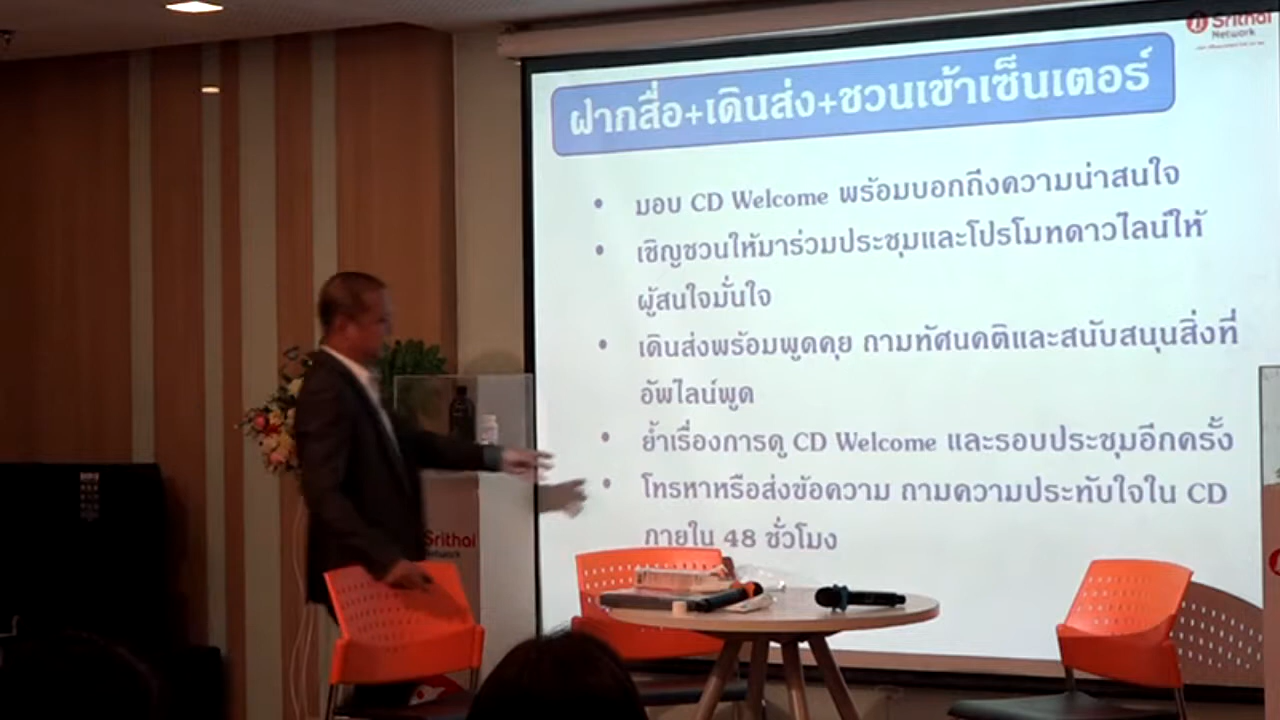 Srithai
Network
ฝากสื่อ+เดินส่ง+ชวนเข้าเซ็นเตอร์
• มอบ CD Welcome พร้อมบอกถึงความน่าสนใจ
• เชิญชวนให้มาร่วมประชุมและโปรโมทดาวไลน์ให้
ผู้สนใจมั่นใจ
• เดินส่งพร้อมพูดคุย ถามทัศนคติและสนับสนุนสิ่งที่
อัพไลน์พูด
• ย้ำเรื่องการดู CD Welcome และรอบประชุมอีกครั้ง
• โทรหาหรือส่งข้อความ ถามความประทับใจใน CD
ภายใน 48 ชั่วโมง
Srithai
Network